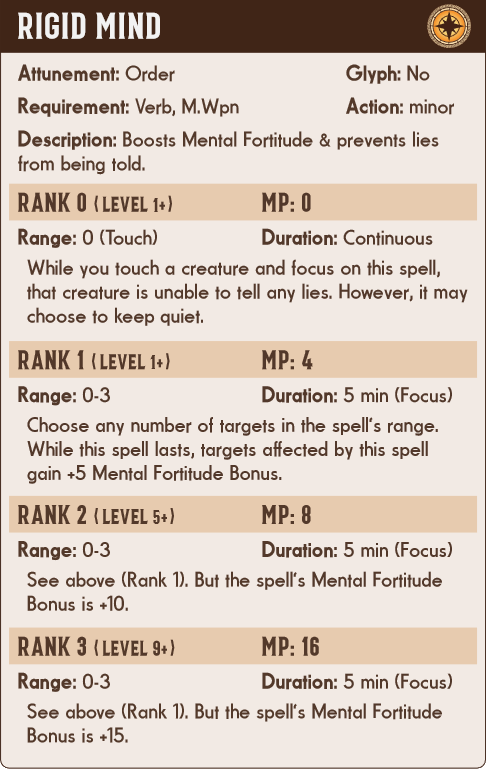 RIGID MIND
Attunement: Order Glyph: No
Requirement: Verb, M.Wpn Action: minor
Description: Boosts Mental Fortitude & prevents lies
from being told.
RANK 0 (LEVEL 1+) MP: 0
Range: 0 (Touch) Duration: Continuous
While you touch a creature and focus on this spell,
that creature is unable to tell any lies. However, it may
choose to keep quiet.
RANK 1 (LEVEL 1+) MP: 4
Range: 0-3 Duration: 5 min (Focus)
Choose any number of targets in the spell's range.
While this spell lasts, targets affected by this spell
gain +5 Mental Fortitude Bonus.
RANK 2 (LEVEL 5+) MP: 8
Range: 0-3 Duration: 5 min (Focus)
See above (Rank 1). But the spell's Mental Fortitude
Bonus is +10.
RANK 3 (LEVEL 9+) MP: 16
Range: 0-3 Duration: 5 min (Focus)
See above (Rank 1). But the spell's Mental Fortitude
Bonus is +15.